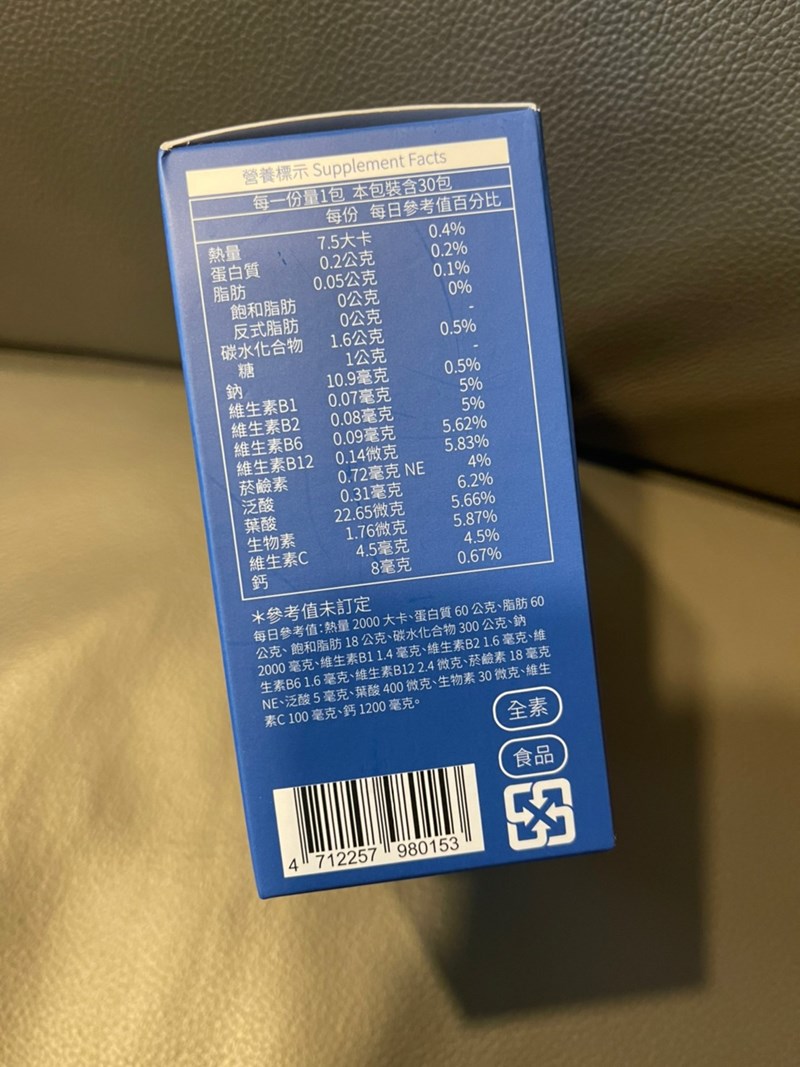 營養標示 Supplement Facts
每一份量1包 本包裝含30包
每份 每日參考值百分比
熱量 7.5大卡 0.4%
蛋白質 0.2公克 0.2%
脂肪 0.05公克 0.1%
飽和脂肪 0公克 0%
反式脂肪 0公克 -
碳水化合物 1.6公克 0.5%
糖 1公克 -
鈉 10.9毫克 0.5%
維生素B1 0.07毫克 5%
維生素B2 0.08毫克 5%
維生素B6 0.09毫克 5.62%
維生素B12 0.14微克 5.83%
菸鹼素 0.72毫克 NE 4%
泛酸 0.31毫克 6.2%
葉酸 22.65微克 5.66%
生物素 1.76微克 5.87%
維生素C 4.5毫克 4.5%
鈣 8毫克 0.67%
＊參考值未訂定
每日參考值:熱量 2000 大卡、蛋白質 60 公克、脂肪 60
公克、飽和脂肪 18 公克、碳水化合物 300 公克、鈉
2000 毫克、維生素B1 1.4 毫克、維生素B2 1.6 毫克、維
生素B6 1.6 毫克、維生素B12 2.4 微克、菸鹼素 18 毫克
NE、泛酸 5 毫克、葉酸 400 微克、生物素 30 微克、維生
素C 100 毫克、鈣 1200 毫克。
全素
食品
4 712257 980153